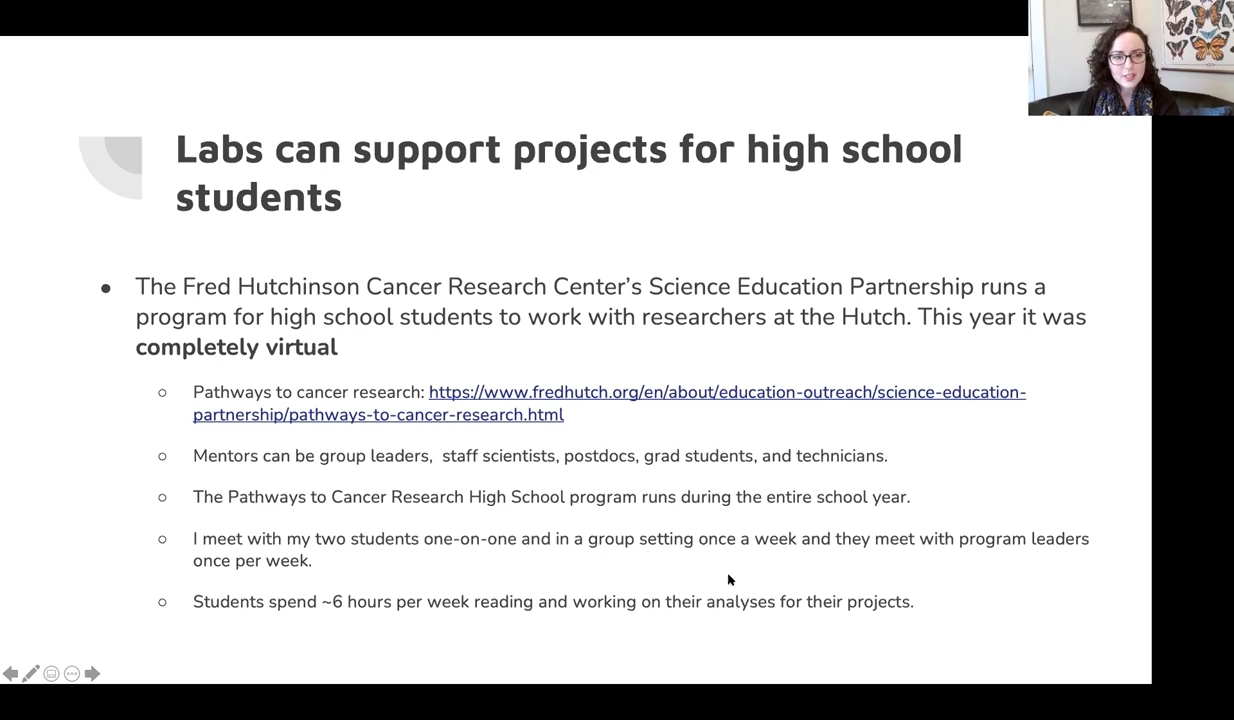 Labs can support projects for high school
students
● The Fred Hutchinson Cancer Research Center’s Science Education Partnership runs a
program for high school students to work with researchers at the Hutch. This year it was
completely virtual
○ Pathways to cancer research: https://www.fredhutch.org/en/about/education-outreach/science-education-
partnership/pathways-to-cancer-research.html
○ Mentors can be group leaders,  staff scientists, postdocs, grad students, and technicians.
○ The Pathways to Cancer Research High School program runs during the entire school year.
○ I meet with my two students one-on-one and in a group setting once a week and they meet with program leaders
once per week.
○ Students spend ~6 hours per week reading and working on their analyses for their projects.